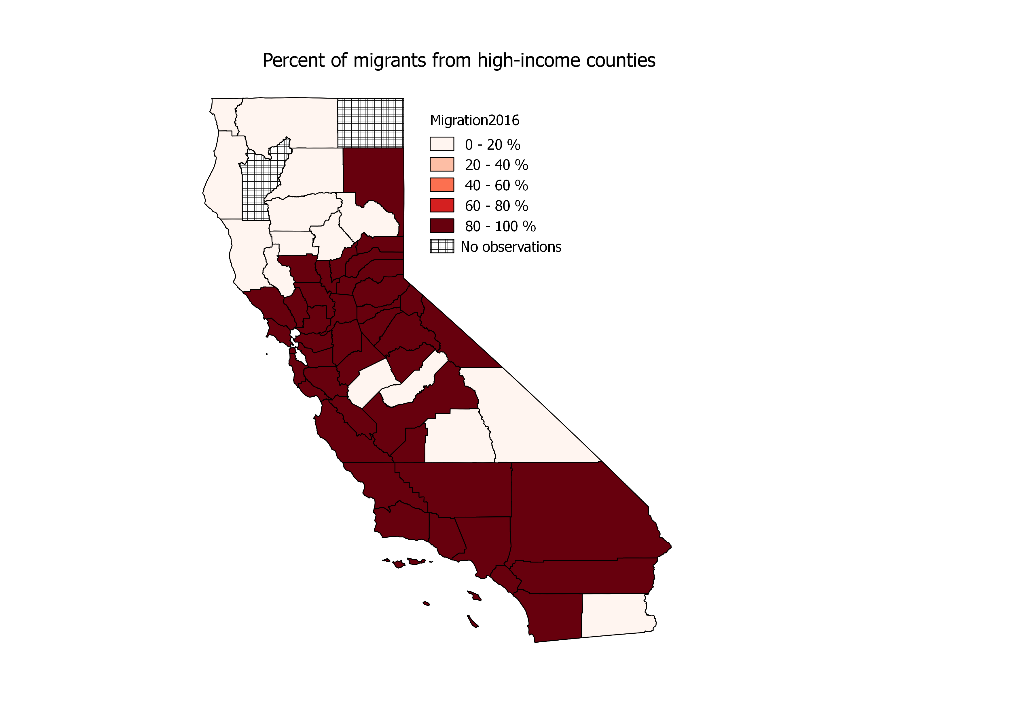 Percent of migrants from high-income counties
Migration2016
0 - 20 %
20 - 40 %
40 - 60 %
60 - 80 %
80 - 100 %
No observations